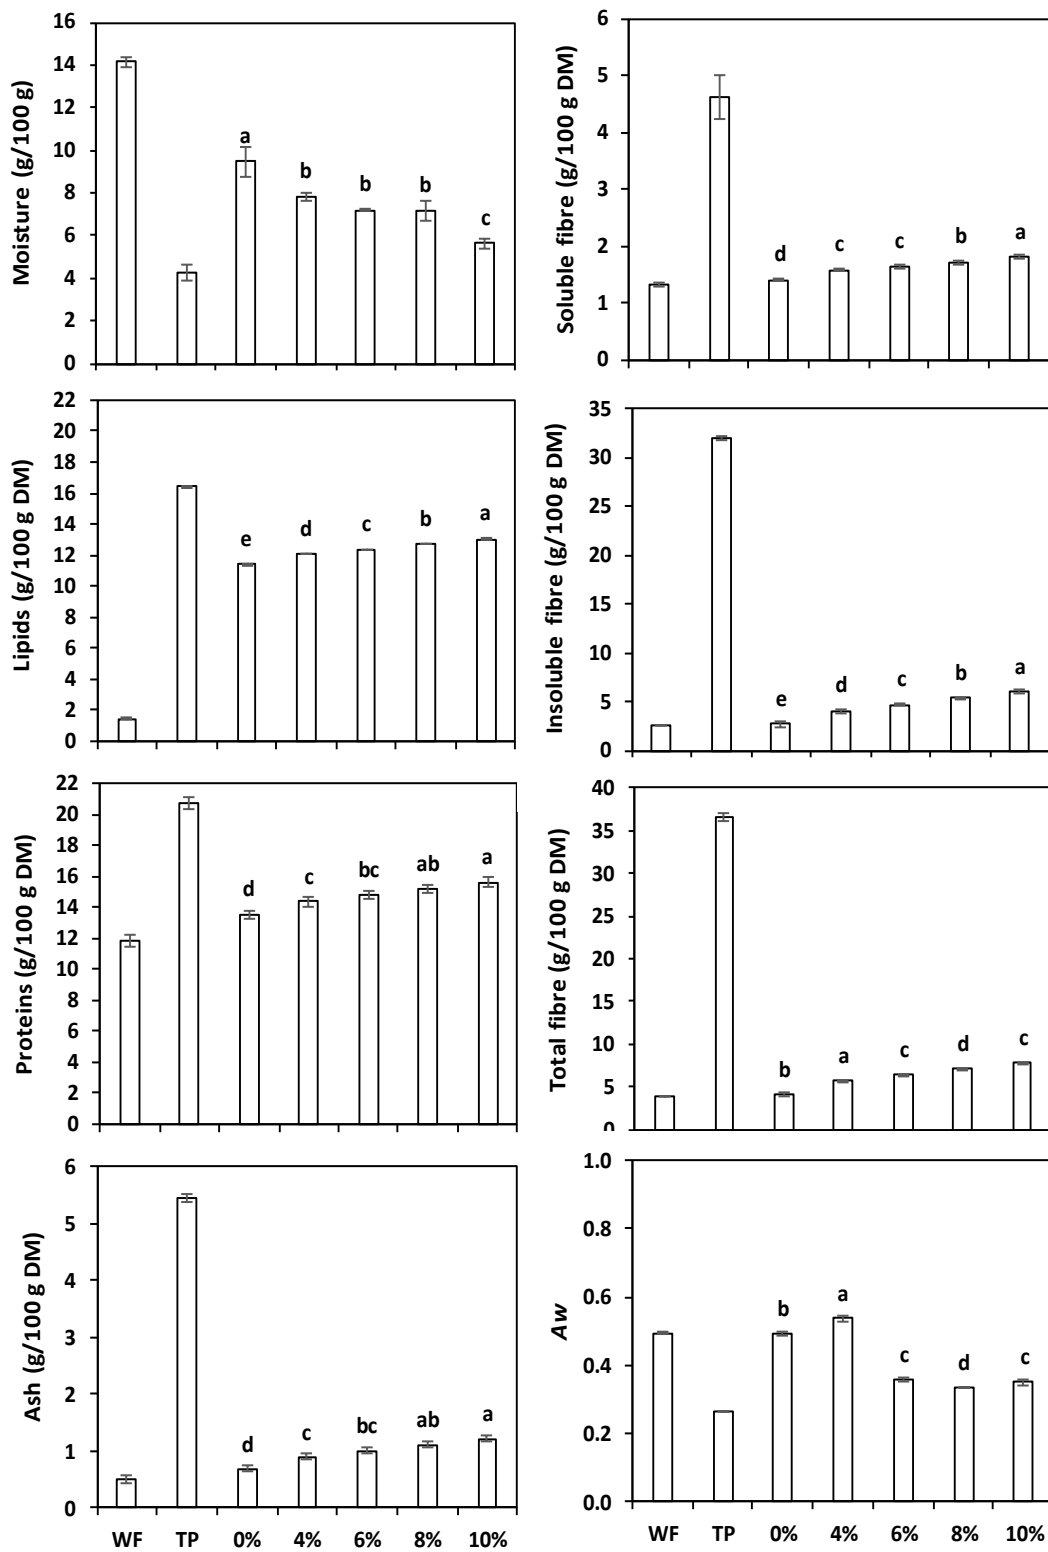 Moisture (g/100 g)
16
14
12
10
8
6
4
2
0
a
b
b
b
c
Soluble fibre (g/100 g DM)
6
5
4
3
2
1
0
d
c
c
b
a
Lipids (g/100 g DM)
22
20
18
16
14
12
10
8
6
4
2
0
e
d
c
b
a
Insoluble fibre (g/100 g DM)
35
30
25
20
15
10
5
0
e
d
c
b
a
Proteins (g/100 g DM)
22
20
18
16
14
12
10
8
6
4
2
0
d
c
bc
ab
a
Total fibre (g/100 g DM)
40
35
30
25
20
15
10
5
0
b
a
c
d
c
Ash (g/100 g DM)
6
5
4
3
2
1
0
d
c
bc
ab
a
WF TP 0% 4% 6% 8% 10%
Aw
1.0
0.8
0.6
0.4
0.2
0.0
b
a
c
d
c
WF TP 0% 4% 6% 8% 10%